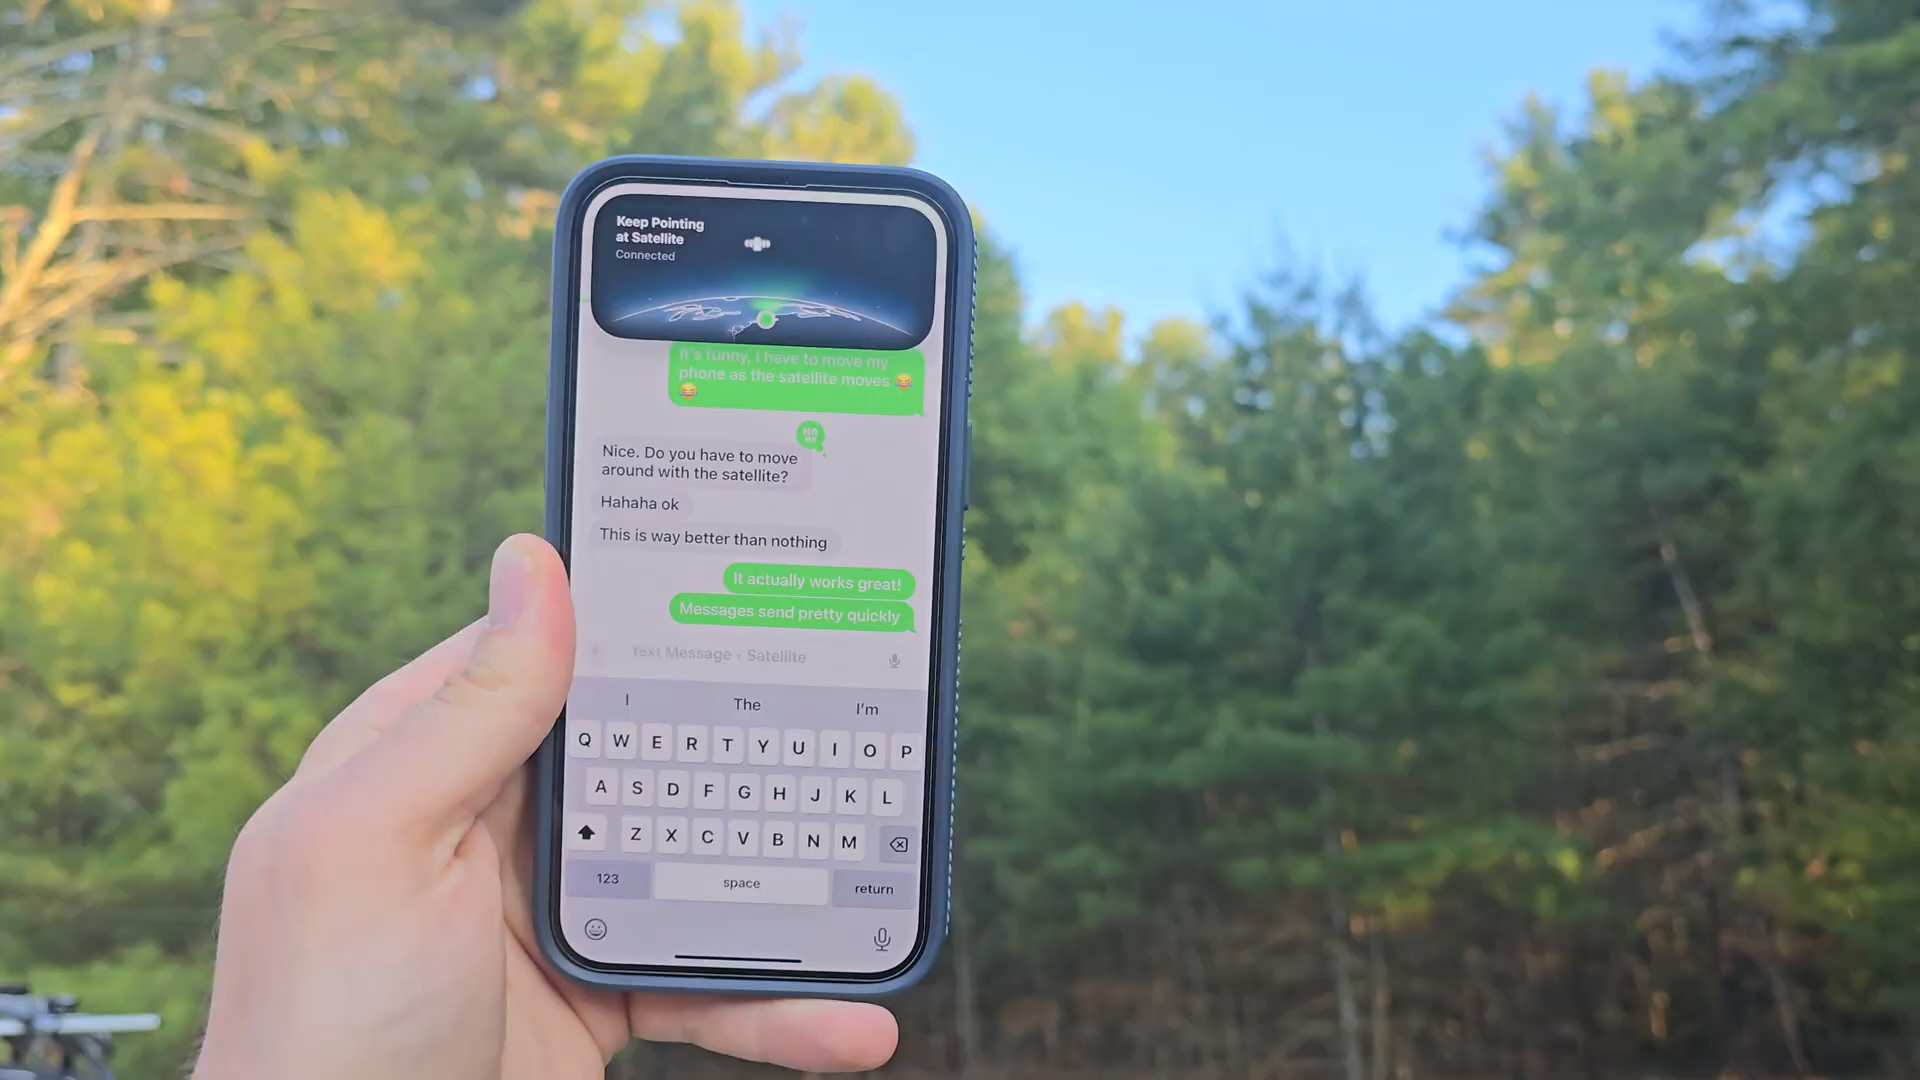 Keep Pointing
at Satellite
Connected
It's funny, I have to move my
phone as the satellite moves 😂
😂
HA
HA
Nice. Do you have to move
around with the satellite?
Hahaha ok
This is way better than nothing
It actually works great!
Messages send pretty quickly
Text Message • Satellite
I The I'm
Q W E R T Y U I O P
A S D F G H J K L
Z X C V B N M
123 space return